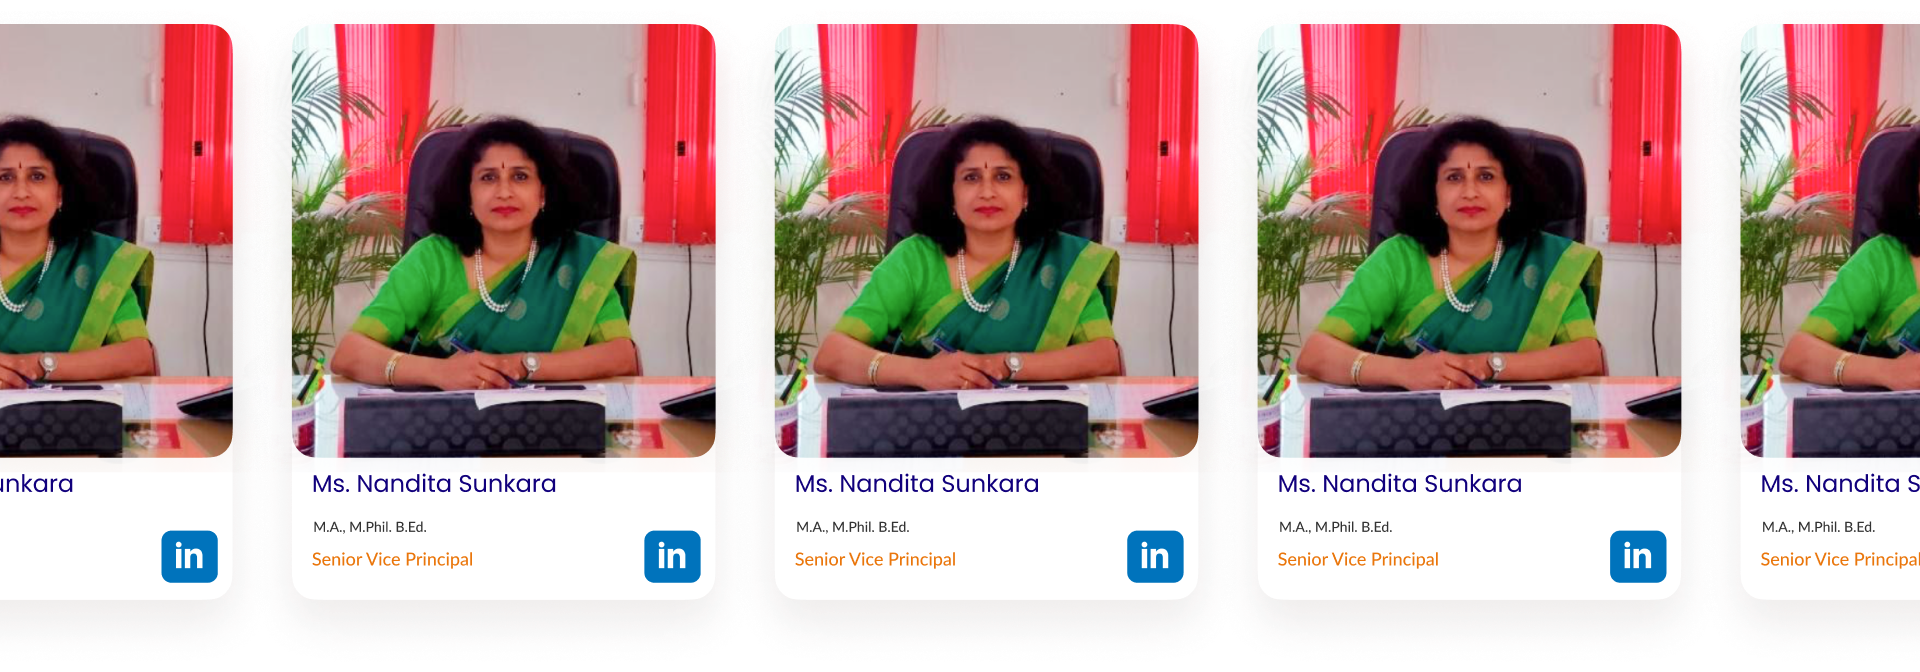 unkara
Ms. Nandita Sunkara
M.A., M.Phil. B.Ed.
Senior Vice Principal
in
in
Ms. Nandita Sunkara
M.A., M.Phil. B.Ed.
Senior Vice Principal
in
Ms. Nandita Sunkara
M.A., M.Phil. B.Ed.
Senior Vice Principal
in
Ms. Nandita S
M.A., M.Phil. B.Ed.
Senior Vice Principal